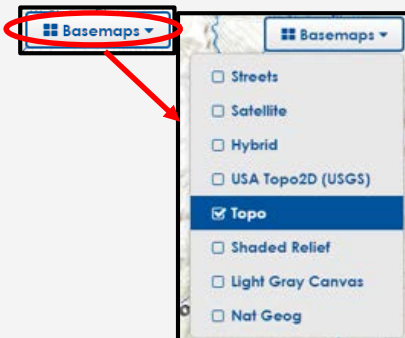 Basemaps
Basemaps
Streets
Satellite
Hybrid
USA Topo2D (USGS)
Topo
Shaded Relief
Light Gray Canvas
Nat Geog